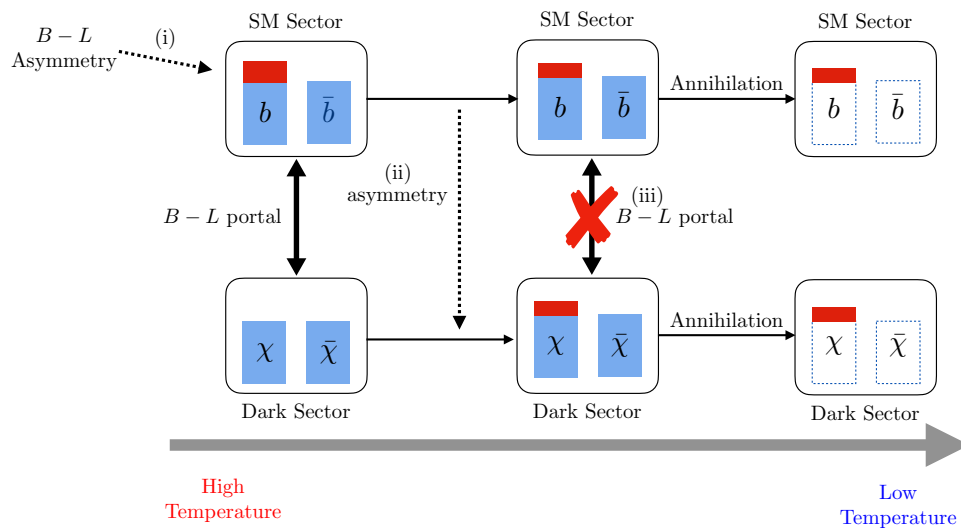 SM Sector
SM Sector
SM Sector
B − L
Asymmetry
(i)
b
b̄
b
b̄
Annihilation
b
b̄
(ii)
asymmetry
B − L portal
(iii)
B − L portal
χ
χ̄
χ
χ̄
Annihilation
χ
χ̄
Dark Sector
Dark Sector
Dark Sector
High
Temperature
Low
Temperature